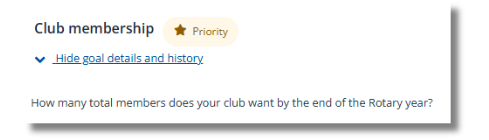 Club membership Priority
Hide goal details and history
How many total members does your club want by the end of the Rotary year?